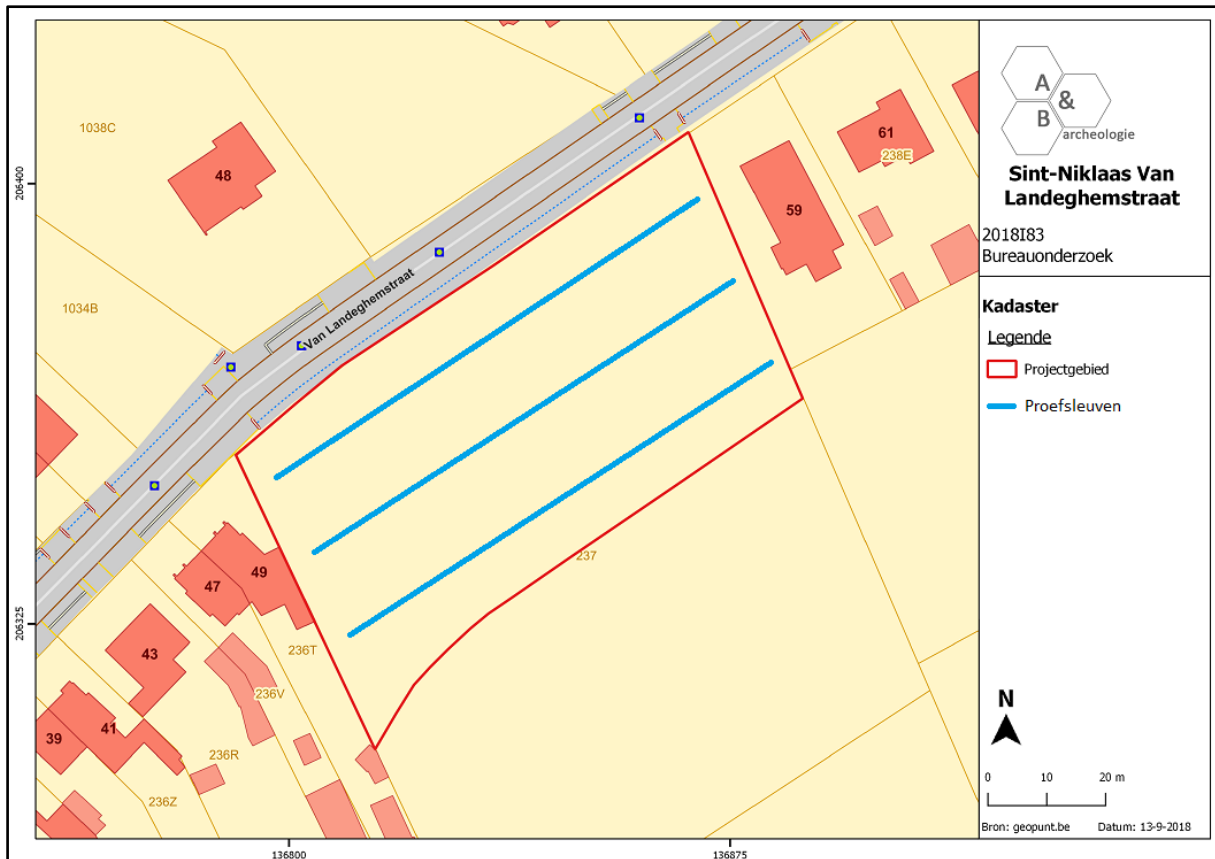 1038C
48
61
238E
59
206400
1034B
Van Landeghemstraat
237
49
47
236T
206325
43
236V
41
39
236R
236Z
136800
136875
A
&
B
archeologie
Sint-Niklaas Van
Landeghemstraat
2018I83
Bureauonderzoek
Kadaster
Legende
Projectgebied
Proefsleuven
N
0 10 20 m
Bron: geopunt.be Datum: 13-9-2018